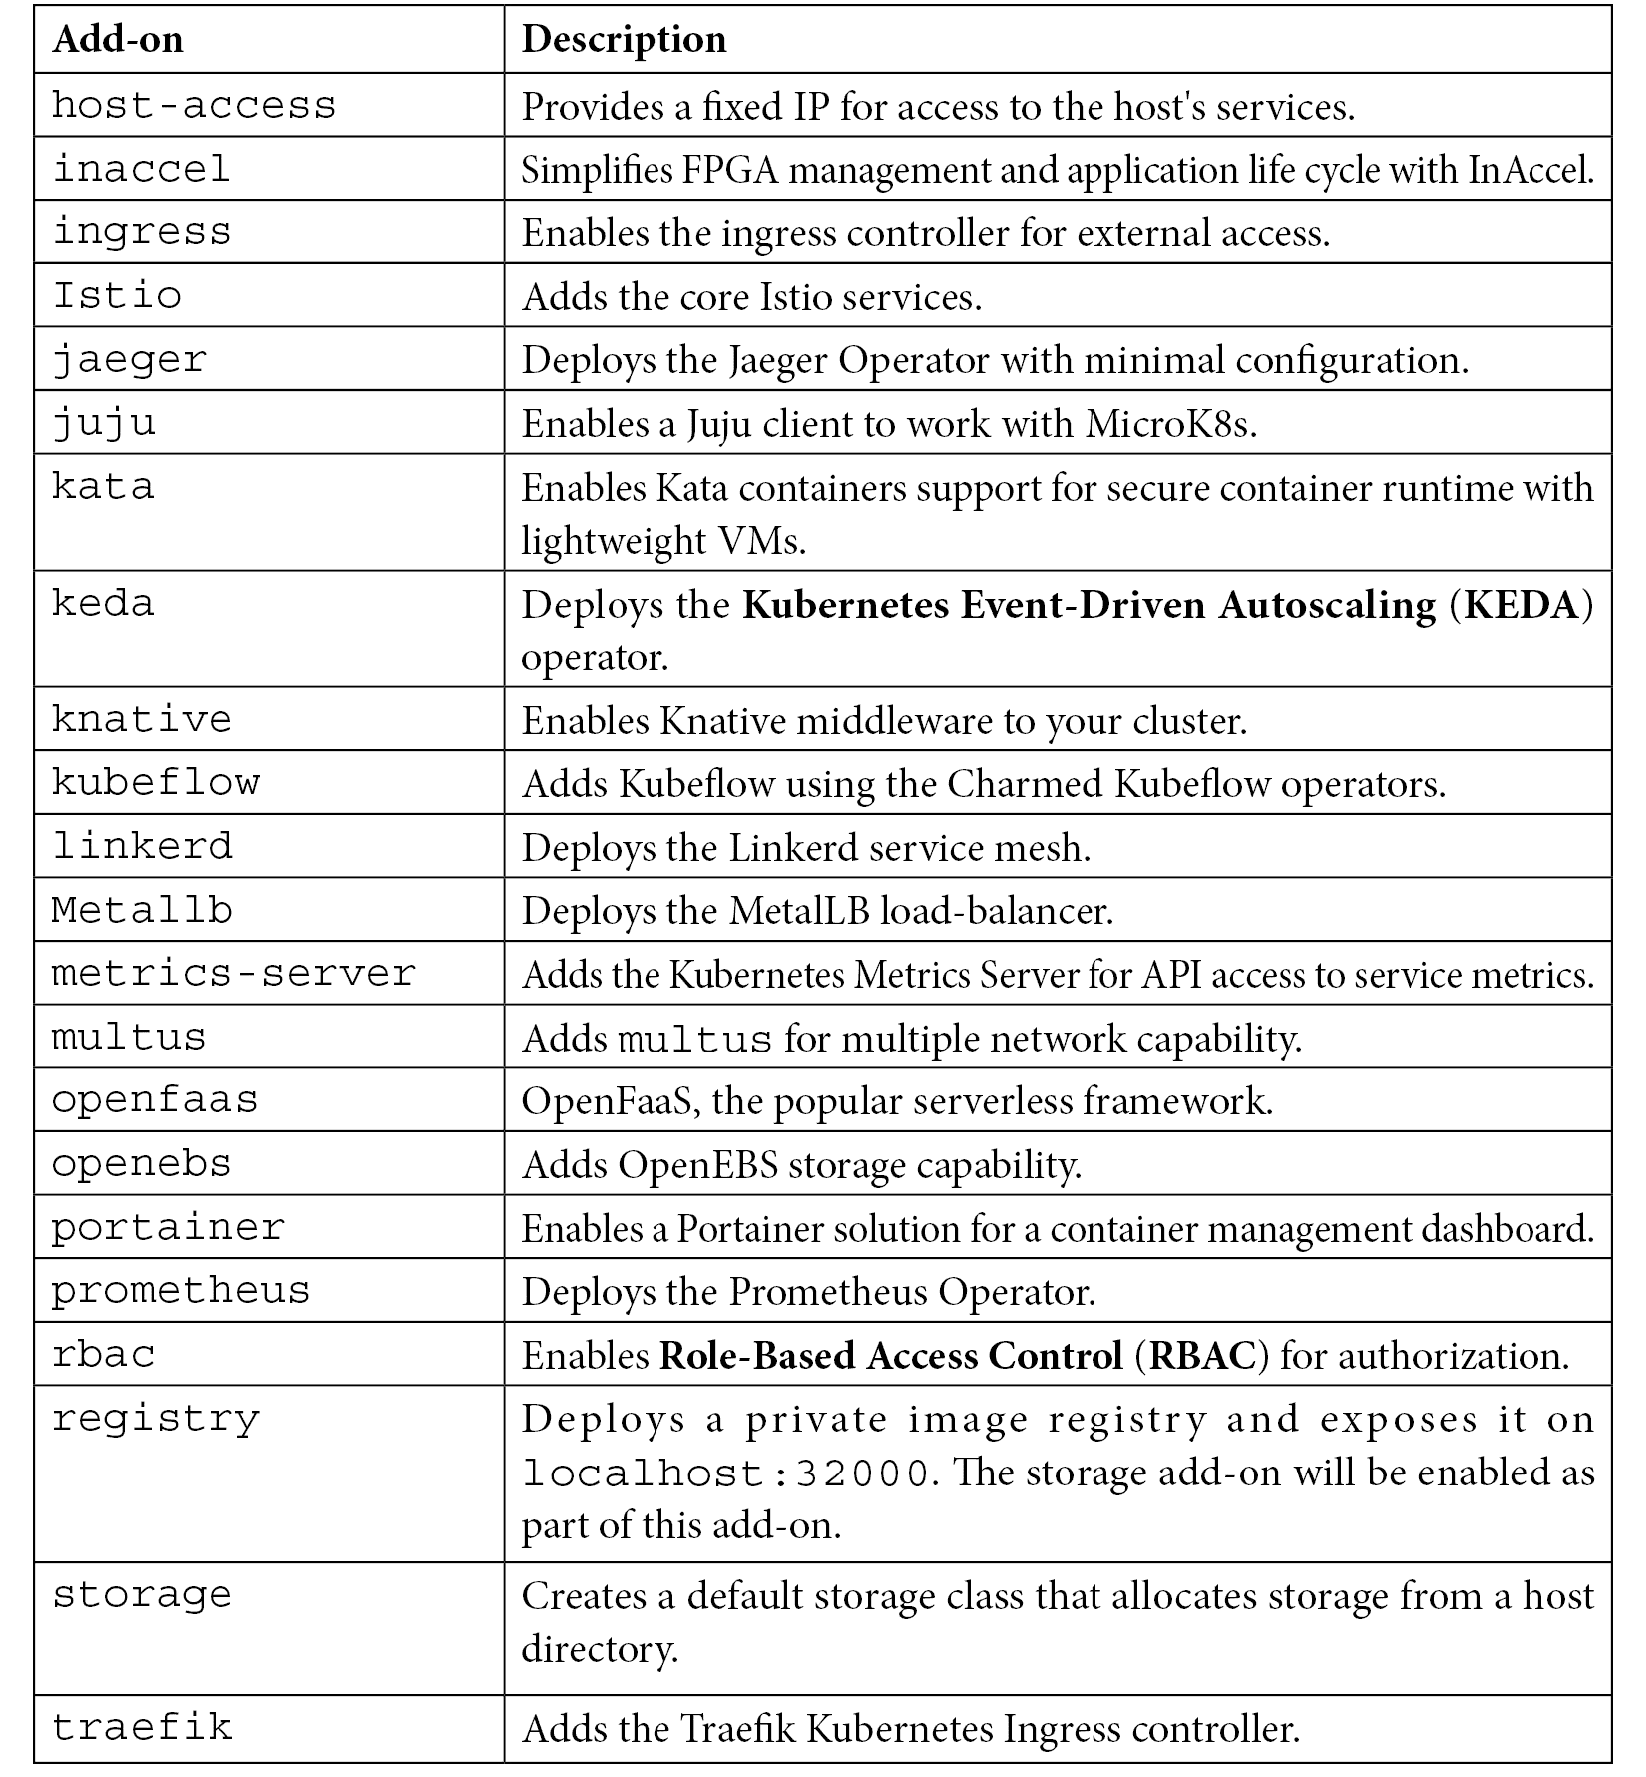 Add-on Description
host-access Provides a fixed IP for access to the host's services.
inaccel Simplifies FPGA management and application life cycle with InAccel.
ingress Enables the ingress controller for external access.
Istio Adds the core Istio services.
jaeger Deploys the Jaeger Operator with minimal configuration.
juju Enables a Juju client to work with MicroK8s.
kata Enables Kata containers support for secure container runtime with
lightweight VMs.
keda Deploys the Kubernetes Event-Driven Autoscaling (KEDA)
operator.
knative Enables Knative middleware to your cluster.
kubeflow Adds Kubeflow using the Charmed Kubeflow operators.
linkerd Deploys the Linkerd service mesh.
Metallb Deploys the MetalLB load-balancer.
metrics-server Adds the Kubernetes Metrics Server for API access to service metrics.
multus Adds multus for multiple network capability.
openfaas OpenFaaS, the popular serverless framework.
openebs Adds OpenEBS storage capability.
portainer Enables a Portainer solution for a container management dashboard.
prometheus Deploys the Prometheus Operator.
rbac Enables Role-Based Access Control (RBAC) for authorization.
registry Deploys a private image registry and exposes it on
localhost:32000. The storage add-on will be enabled as
part of this add-on.
storage Creates a default storage class that allocates storage from a host
directory.
traefik Adds the Traefik Kubernetes Ingress controller.